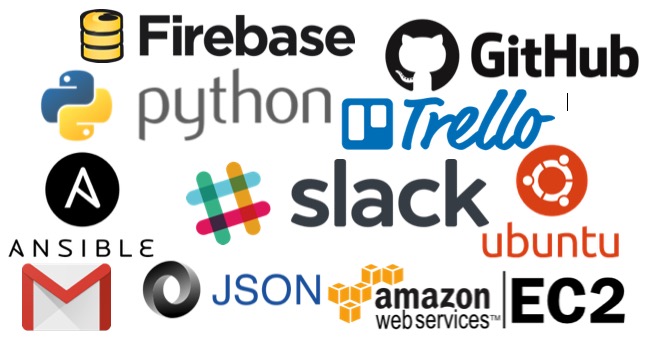 Firebase
GitHub
python
Trello
slack
ubuntu
ANSIBLE
JSON
amazon
web services™
EC2